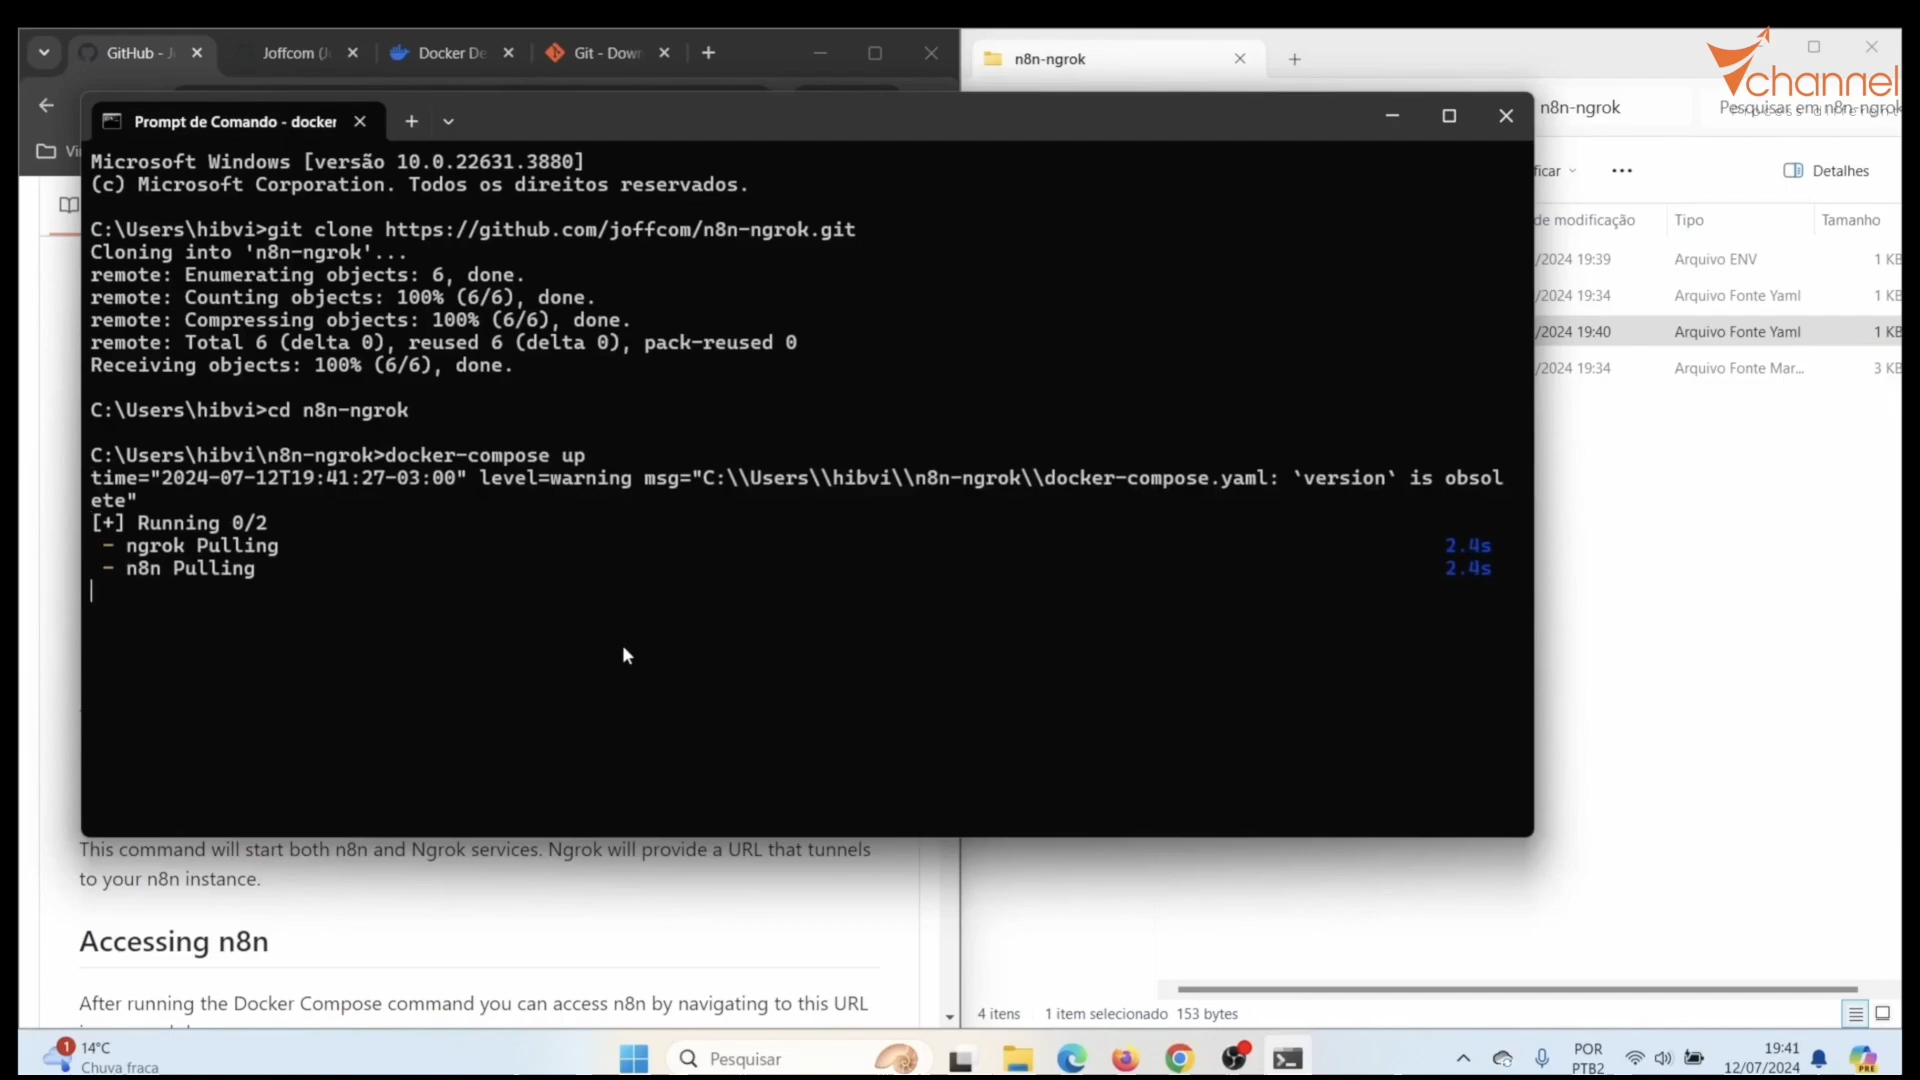 GitHub - J
Joffcom (J
Docker De
Git - Down
n8n-ngrok
channel
n8n-ngrok
Pesquisar em n8n-ngrok
Prompt de Comando - docker
Microsoft Windows [versão 10.0.22631.3880]
(c) Microsoft Corporation. Todos os direitos reservados.
C:\Users\hibvi>git clone https://github.com/joffcom/n8n-ngrok.git
Cloning into 'n8n-ngrok'...
remote: Enumerating objects: 6, done.
remote: Counting objects: 100% (6/6), done.
remote: Compressing objects: 100% (6/6), done.
remote: Total 6 (delta 0), reused 6 (delta 0), pack-reused 0
Receiving objects: 100% (6/6), done.
C:\Users\hibvi>cd n8n-ngrok
C:\Users\hibvi\n8n-ngrok>docker-compose up
time="2024-07-12T19:41:27-03:00" level=warning msg="C:\\Users\\hibvi\\n8n-ngrok\\docker-compose.yaml: `version` is obsol
ete"
[+] Running 0/2
- ngrok Pulling 2.4s
- n8n Pulling 2.4s
ficar
Detalhes
de modificação Tipo Tamanho
/2024 19:39 Arquivo ENV 1 KB
/2024 19:34 Arquivo Fonte Yaml 1 KB
/2024 19:40 Arquivo Fonte Yaml 1 KB
/2024 19:34 Arquivo Fonte Mar... 3 KB
This command will start both n8n and Ngrok services. Ngrok will provide a URL that tunnels
to your n8n instance.
Accessing n8n
After running the Docker Compose command you can access n8n by navigating to this URL
4 itens 1 item selecionado 153 bytes
1
14°C
Chuva fraca
Pesquisar
POR
PTB2
19:41
12/07/2024
PRE